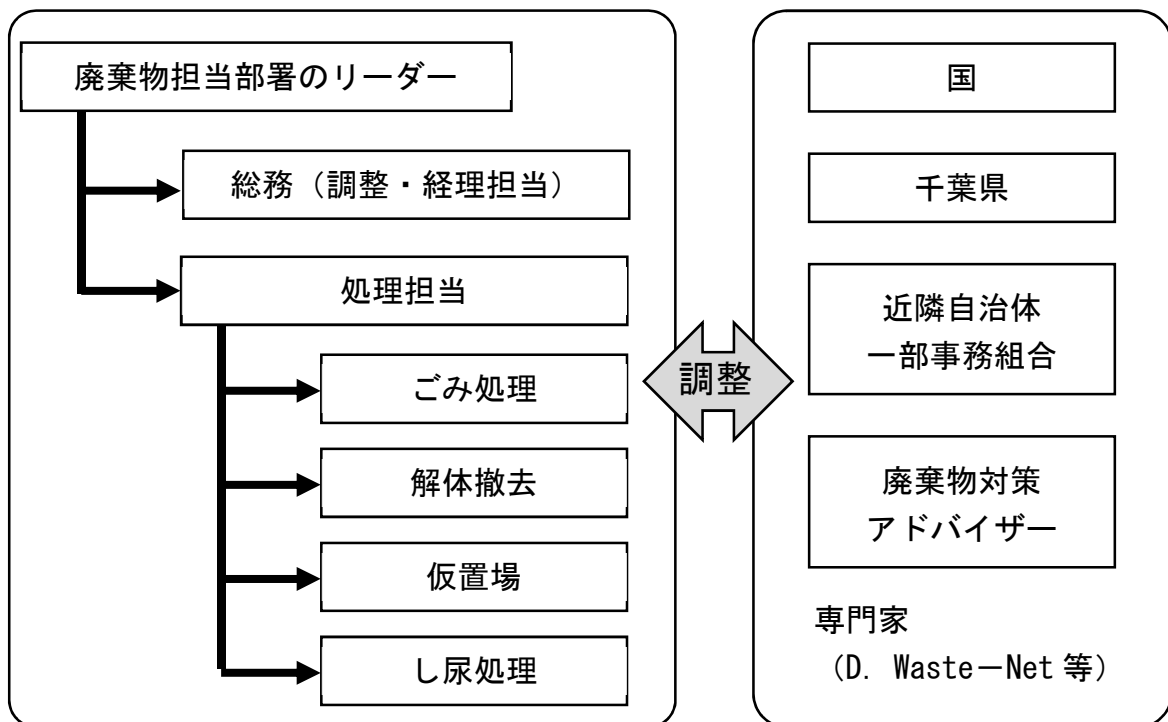 廃棄物担当部署のリーダー
総務（調整・経理担当）
処理担当
ごみ処理
解体撤去
仮置場
し尿処理
調整
国
千葉県
近隣自治体
一部事務組合
廃棄物対策
アドバイザー
専門家
（D. Waste－Net 等）